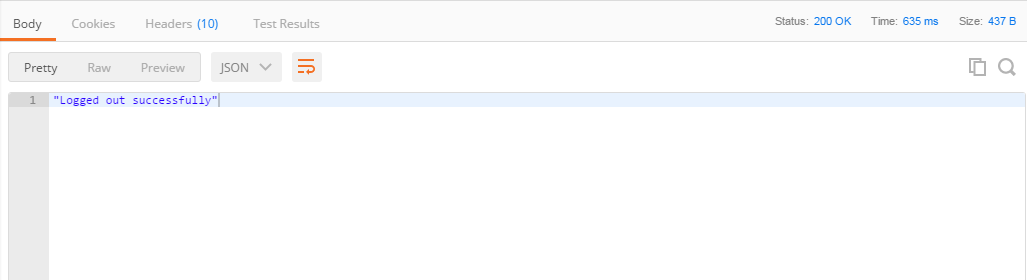 Body Cookies Headers (10) Test Results Status: 200 OK Time: 635 ms Size: 437 B
Pretty Raw Preview JSON
1 "Logged out successfully"